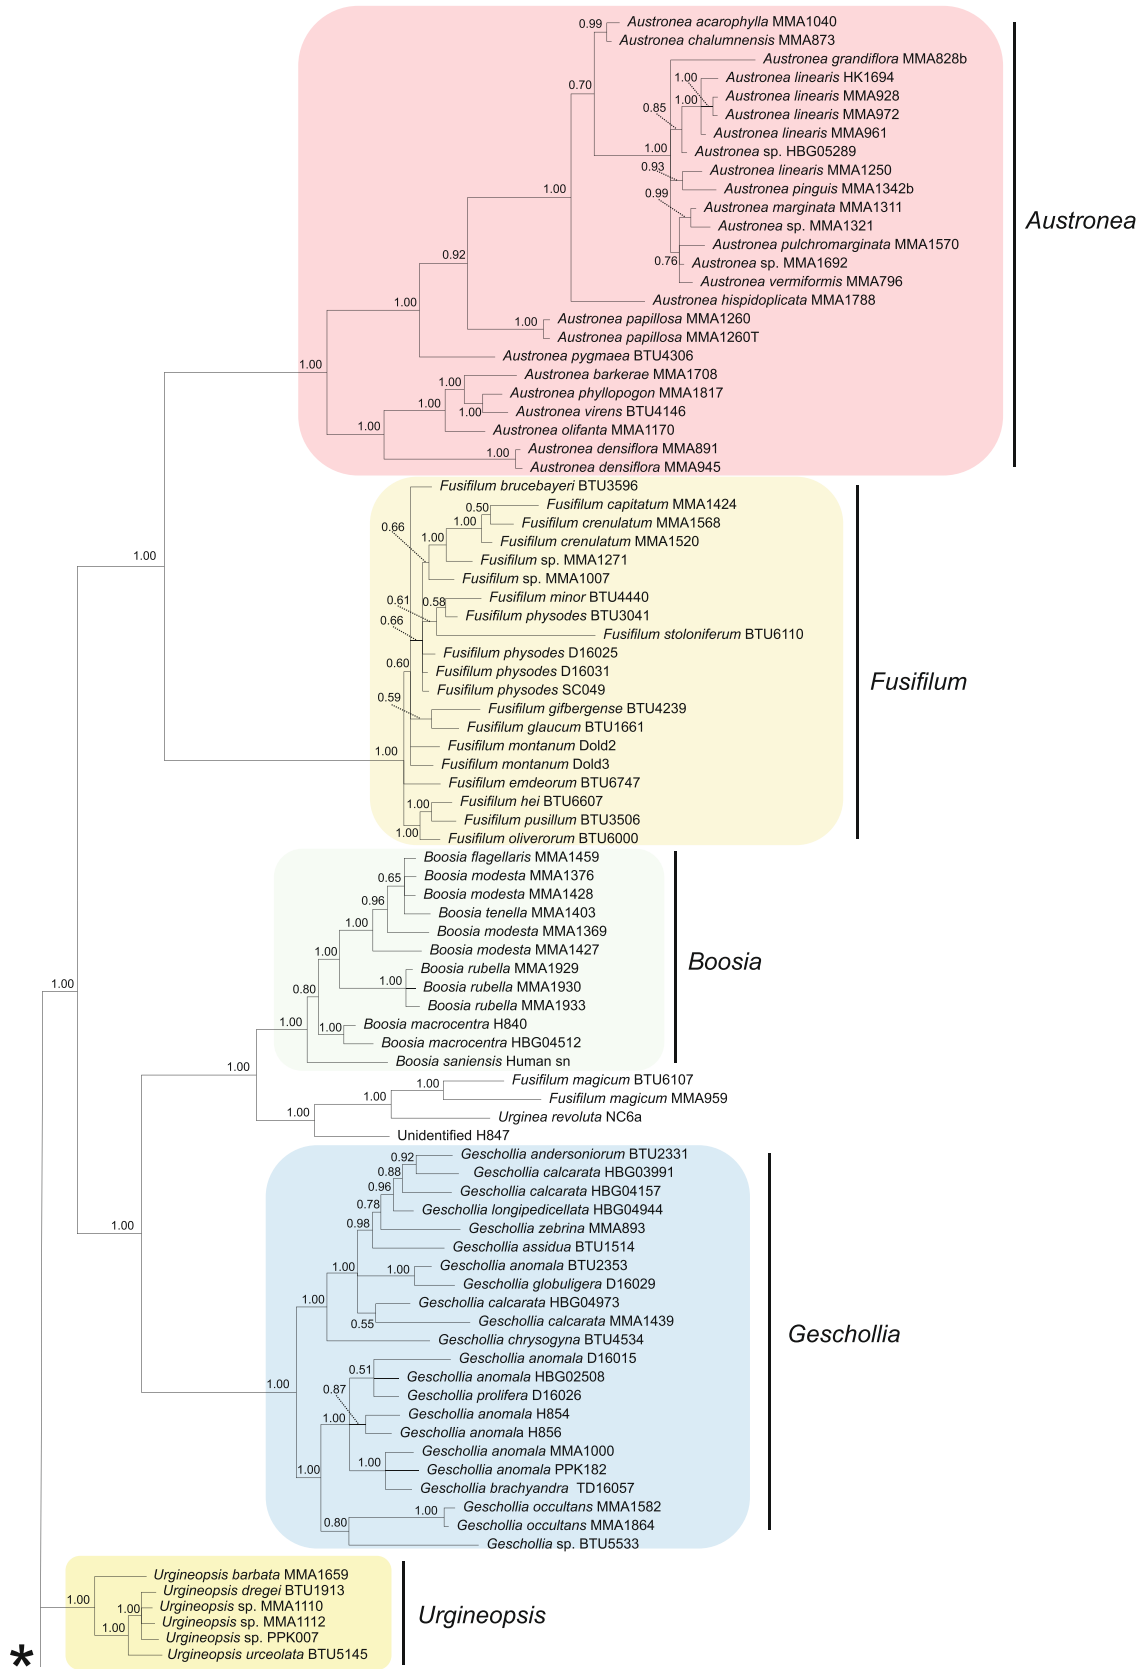 0.99
Austronea acarophylla MMA1040
Austronea chalumnensis MMA873
Austronea grandiflora MMA828b
1.00
Austronea linearis HK1694
0.70
1.00
Austronea linearis MMA928
0.85
Austronea linearis MMA972
Austronea linearis MMA961
1.00
Austronea sp. HBG05289
0.93
Austronea linearis MMA1250
1.00
0.99
Austronea pinguis MMA1342b
Austronea marginata MMA1311
Austronea
Austronea sp. MMA1321
Austronea pulchromarginata MMA1570
0.92
0.76
Austronea sp. MMA1692
Austronea vermiformis MMA796
1.00
Austronea hispidoplicata MMA1788
1.00
Austronea papillosa MMA1260
Austronea papillosa MMA1260T
1.00
Austronea pygmaea BTU4306
1.00
Austronea barkerae MMA1708
Austronea phyllopogon MMA1817
1.00
1.00
Austronea virens BTU4146
1.00
Austronea olifanta MMA1170
1.00
Austronea densiflora MMA891
Austronea densiflora MMA945
Fusifilum brucebayeri BTU3596
0.50
Fusifilum capitatum MMA1424
0.66
1.00
Fusifilum crenulatum MMA1568
1.00
Fusifilum crenulatum MMA1520
1.00
Fusifilum sp. MMA1271
Fusifilum sp. MMA1007
0.61
0.58
Fusifilum minor BTU4440
0.66
Fusifilum physodes BTU3041
Fusifilum stoloniferum BTU6110
Fusifilum physodes D16025
0.60
Fusifilum physodes D16031
Fusifilum
Fusifilum physodes SC049
0.59
Fusifilum gifbergense BTU4239
Fusifilum glaucum BTU1661
Fusifilum montanum Dold2
1.00
Fusifilum montanum Dold3
Fusifilum emdeorum BTU6747
1.00
Fusifilum hei BTU6607
Fusifilum pusillum BTU3506
1.00
Fusifilum oliverorum BTU6000
Boosia flagellaris MMA1459
0.65
Boosia modesta MMA1376
Boosia modesta MMA1428
0.96
Boosia tenella MMA1403
1.00
Boosia modesta MMA1369
1.00
Boosia modesta MMA1427
Boosia
Boosia rubella MMA1929
1.00
1.00
Boosia rubella MMA1930
0.80
Boosia rubella MMA1933
1.00
1.00
Boosia macrocentra H840
Boosia macrocentra HBG04512
Boosia saniensis Human sn
1.00
1.00
Fusifilum magicum BTU6107
1.00
Fusifilum magicum MMA959
1.00
Urginea revoluta NC6a
Unidentified H847
0.92
Geschollia andersoniorum BTU2331
0.88
Geschollia calcarata HBG03991
0.96
Geschollia calcarata HBG04157
0.78
Geschollia longipedicellata HBG04944
1.00
0.98
Geschollia zebrina MMA893
Geschollia assidua BTU1514
1.00
1.00
Geschollia anomala BTU2353
Geschollia globuligera D16029
1.00
Geschollia calcarata HBG04973
0.55
Geschollia calcarata MMA1439
Geschollia
Geschollia chrysogyna BTU4534
Geschollia anomala D16015
0.51
Geschollia anomala HBG02508
1.00
0.87
Geschollia prolifera D16026
1.00
Geschollia anomala H854
Geschollia anomala H856
Geschollia anomala MMA1000
1.00
1.00
Geschollia anomala PPK182
Geschollia brachyandra TD16057
1.00
Geschollia occultans MMA1582
0.80
Geschollia occultans MMA1864
Geschollia sp. BTU5533
Urgineopsis barbata MMA1659
Urgineopsis dregei BTU1913
1.00
1.00
Urgineopsis sp. MMA1110
Urgineopsis
1.00
Urgineopsis sp. MMA1112
Urgineopsis sp. PPK007
Urgineopsis urceolata BTU5145
*